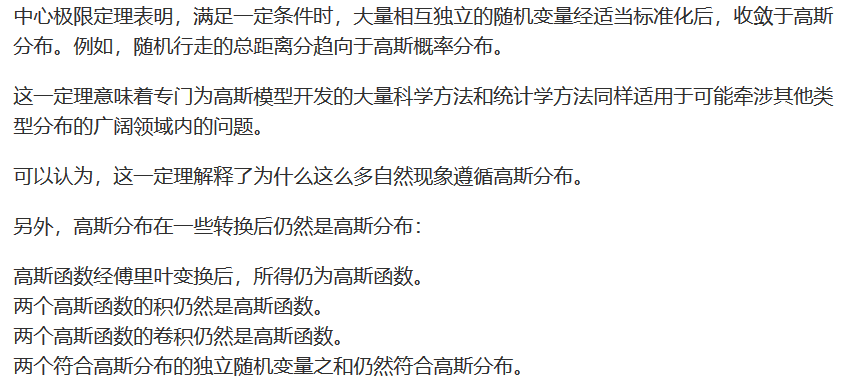 中心极限定理表明，满足一定条件时，大量相互独立的随机变量经适当标准化后，收敛于高斯
分布。例如，随机行走的总距离分趋向于高斯概率分布。
这一定理意味着专门为高斯模型开发的大量科学方法和统计学方法同样适用于可能牵涉其他类
型分布的广阔领域内的问题。
可以认为，这一定理解释了为什么这么多自然现象遵循高斯分布。
另外，高斯分布在一些转换后仍然是高斯分布：
高斯函数经傅里叶变换后，所得仍为高斯函数。
两个高斯函数的积仍然是高斯函数。
两个高斯函数的卷积仍然是高斯函数。
两个符合高斯分布的独立随机变量之和仍然符合高斯分布。